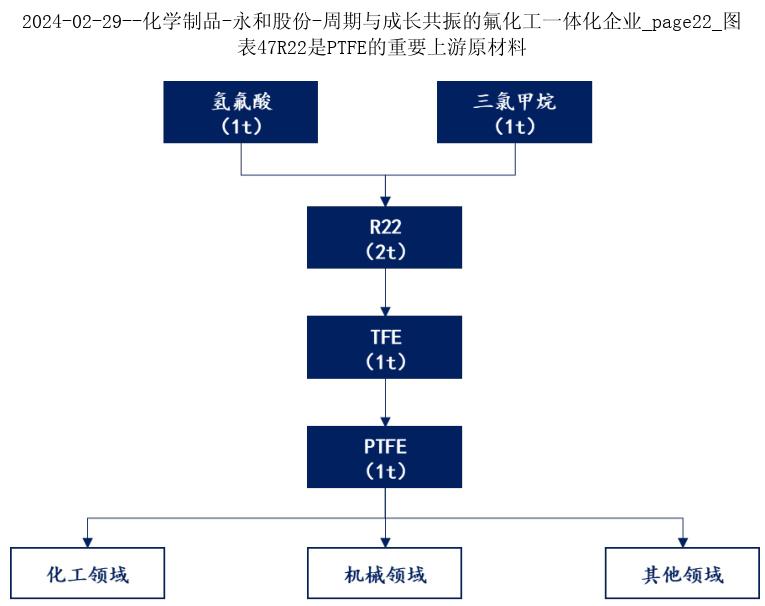 2024-02-29--化学制品-永和股份-周期与成长共振的氟化工一体化企业_page22_图
表47R22是PTFE的重要上游原材料
氢氟酸
(1t)
三氯甲烷
(1t)
R22
(2t)
TFE
(1t)
PTFE
(1t)
化工领域
机械领域
其他领域